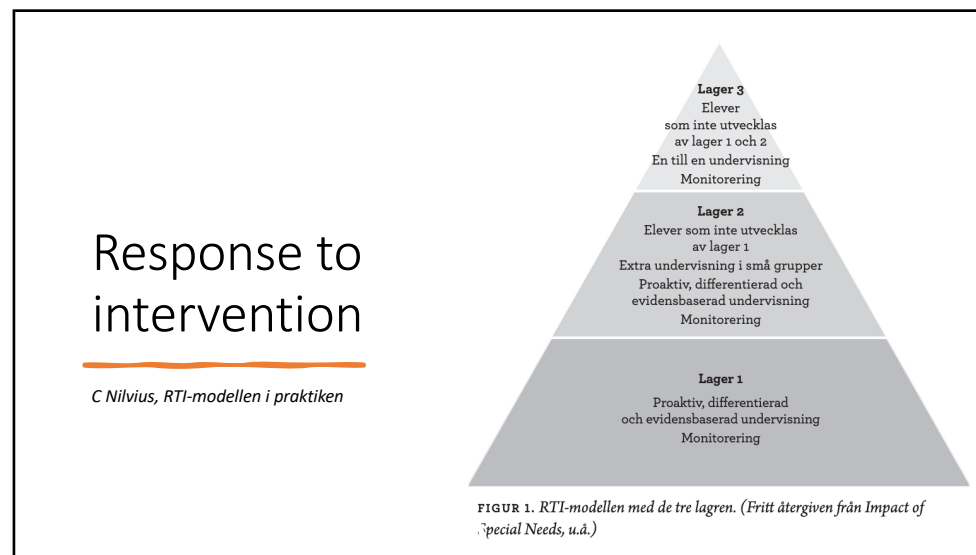 Response to
intervention
C Nilvius, RTI-modellen i praktiken
Lager 3
Elever
som inte utvecklas
av lager 1 och 2
En till en undervisning
Monitorering
Lager 2
Elever som inte utvecklas
av lager 1
Extra undervisning i små grupper
Proaktiv, differentierad och
evidensbaserad undervisning
Monitorering
Lager 1
Proaktiv, differentierad
och evidensbaserad undervisning
Monitorering
FIGUR 1. RTI-modellen med de tre lagren. (Fritt återgiven från Impact of
Special Needs, u.å.)